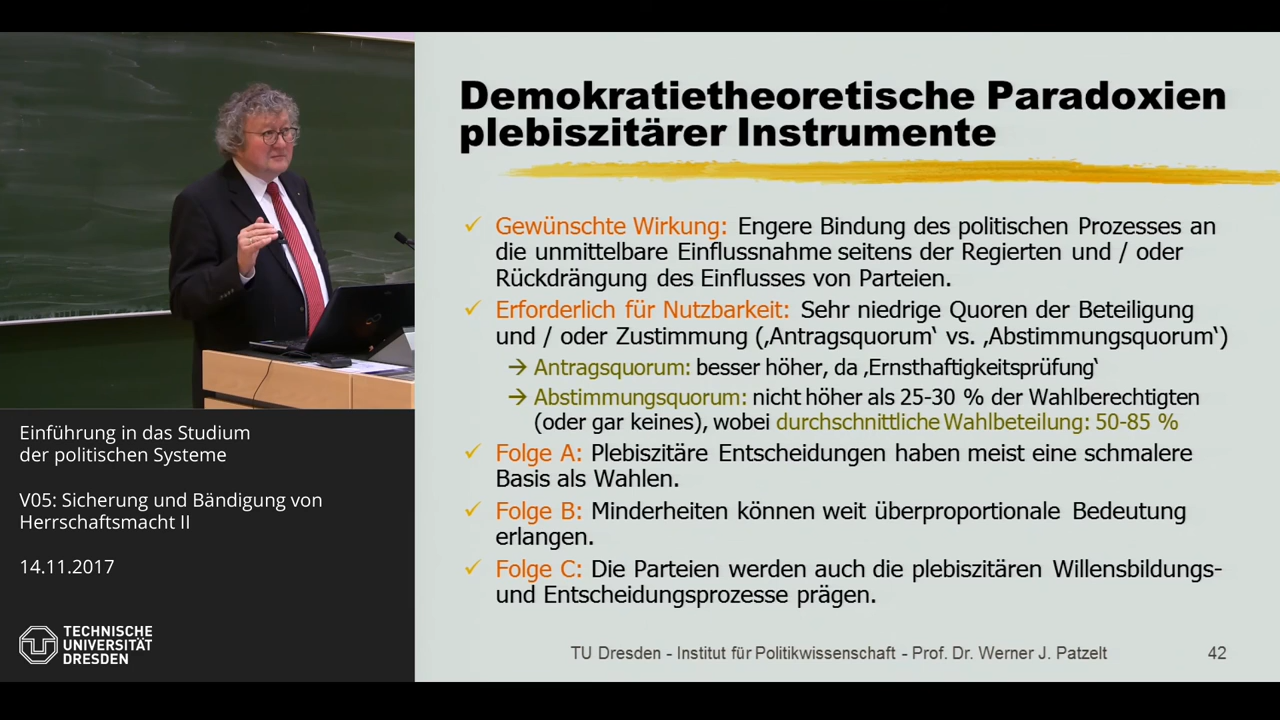 Demokratietheoretische Paradoxien
plebiszitärer Instrumente
✓ Gewünschte Wirkung: Engere Bindung des politischen Prozesses an
die unmittelbare Einflussnahme seitens der Regierten und / oder
Rückdrängung des Einflusses von Parteien.
✓ Erforderlich für Nutzbarkeit: Sehr niedrige Quoren der Beteiligung
und / oder Zustimmung (‚Antragsquorum‘ vs. ‚Abstimmungsquorum‘)
→ Antragsquorum: besser höher, da ‚Ernsthaftigkeitsprüfung‘
→ Abstimmungsquorum: nicht höher als 25-30 % der Wahlberechtigten
(oder gar keines), wobei durchschnittliche Wahlbeteilung: 50-85 %
✓ Folge A: Plebiszitäre Entscheidungen haben meist eine schmalere
Basis als Wahlen.
✓ Folge B: Minderheiten können weit überproportionale Bedeutung
erlangen.
✓ Folge C: Die Parteien werden auch die plebiszitären Willensbildungs-
und Entscheidungsprozesse prägen.
TU Dresden - Institut für Politikwissenschaft - Prof. Dr. Werner J. Patzelt
42
Einführung in das Studium
der politischen Systeme
V05: Sicherung und Bändigung von
Herrschaftsmacht II
14.11.2017
TECHNISCHE
UNIVERSITÄT
DRESDEN